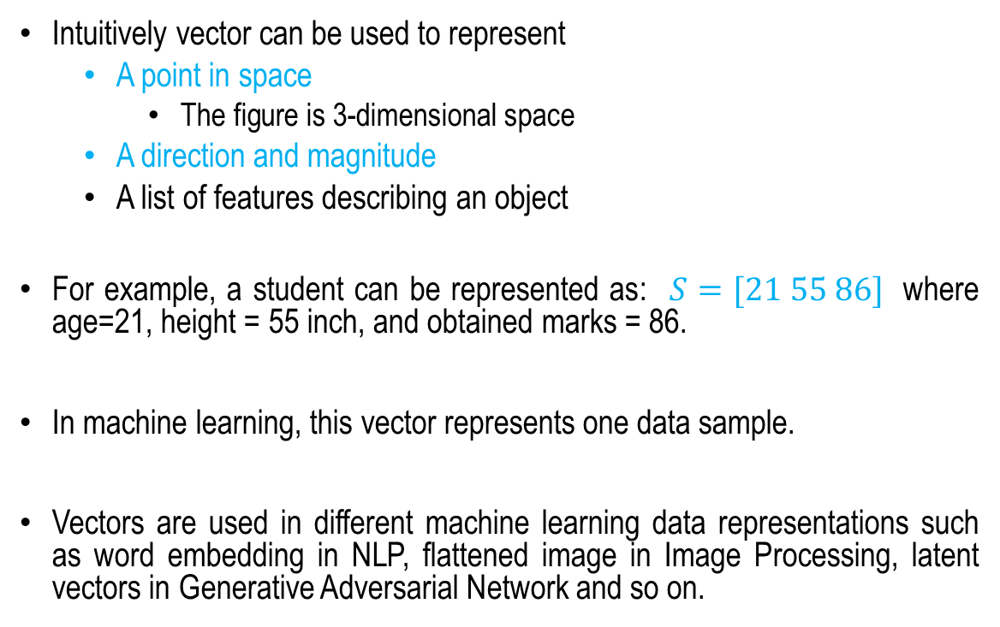 • Intuitively vector can be used to represent
• A point in space
• The figure is 3-dimensional space
• A direction and magnitude
• A list of features describing an object
• For example, a student can be represented as: S = [21 55 86] where
age=21, height = 55 inch, and obtained marks = 86.
• In machine learning, this vector represents one data sample.
• Vectors are used in different machine learning data representations such
as word embedding in NLP, flattened image in Image Processing, latent
vectors in Generative Adversarial Network and so on.